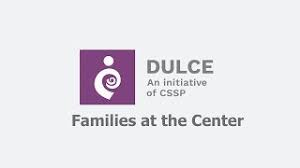 DULCE
An initiative
of CSSP
Families at the Center